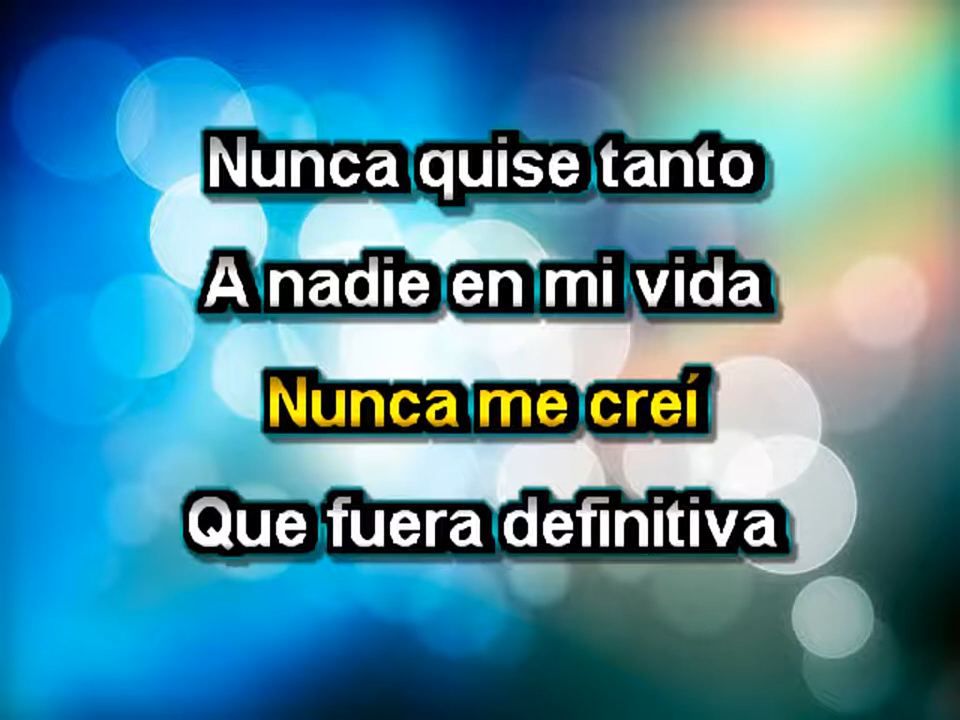 Nunca quise tanto
A nadie en mi vida
Nunca me creí
Que fuera definitiva